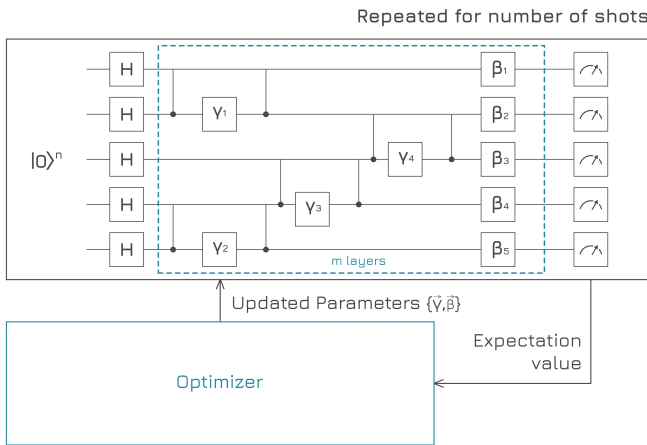 Repeated for number of shots
H β₁
H γ₁ β₂
|0⟩ⁿ H γ₄ β₃
H γ₃ β₄
H γ₂ β₅
m layers
Updated Parameters {γ⃗,β⃗}
Expectation
value
Optimizer